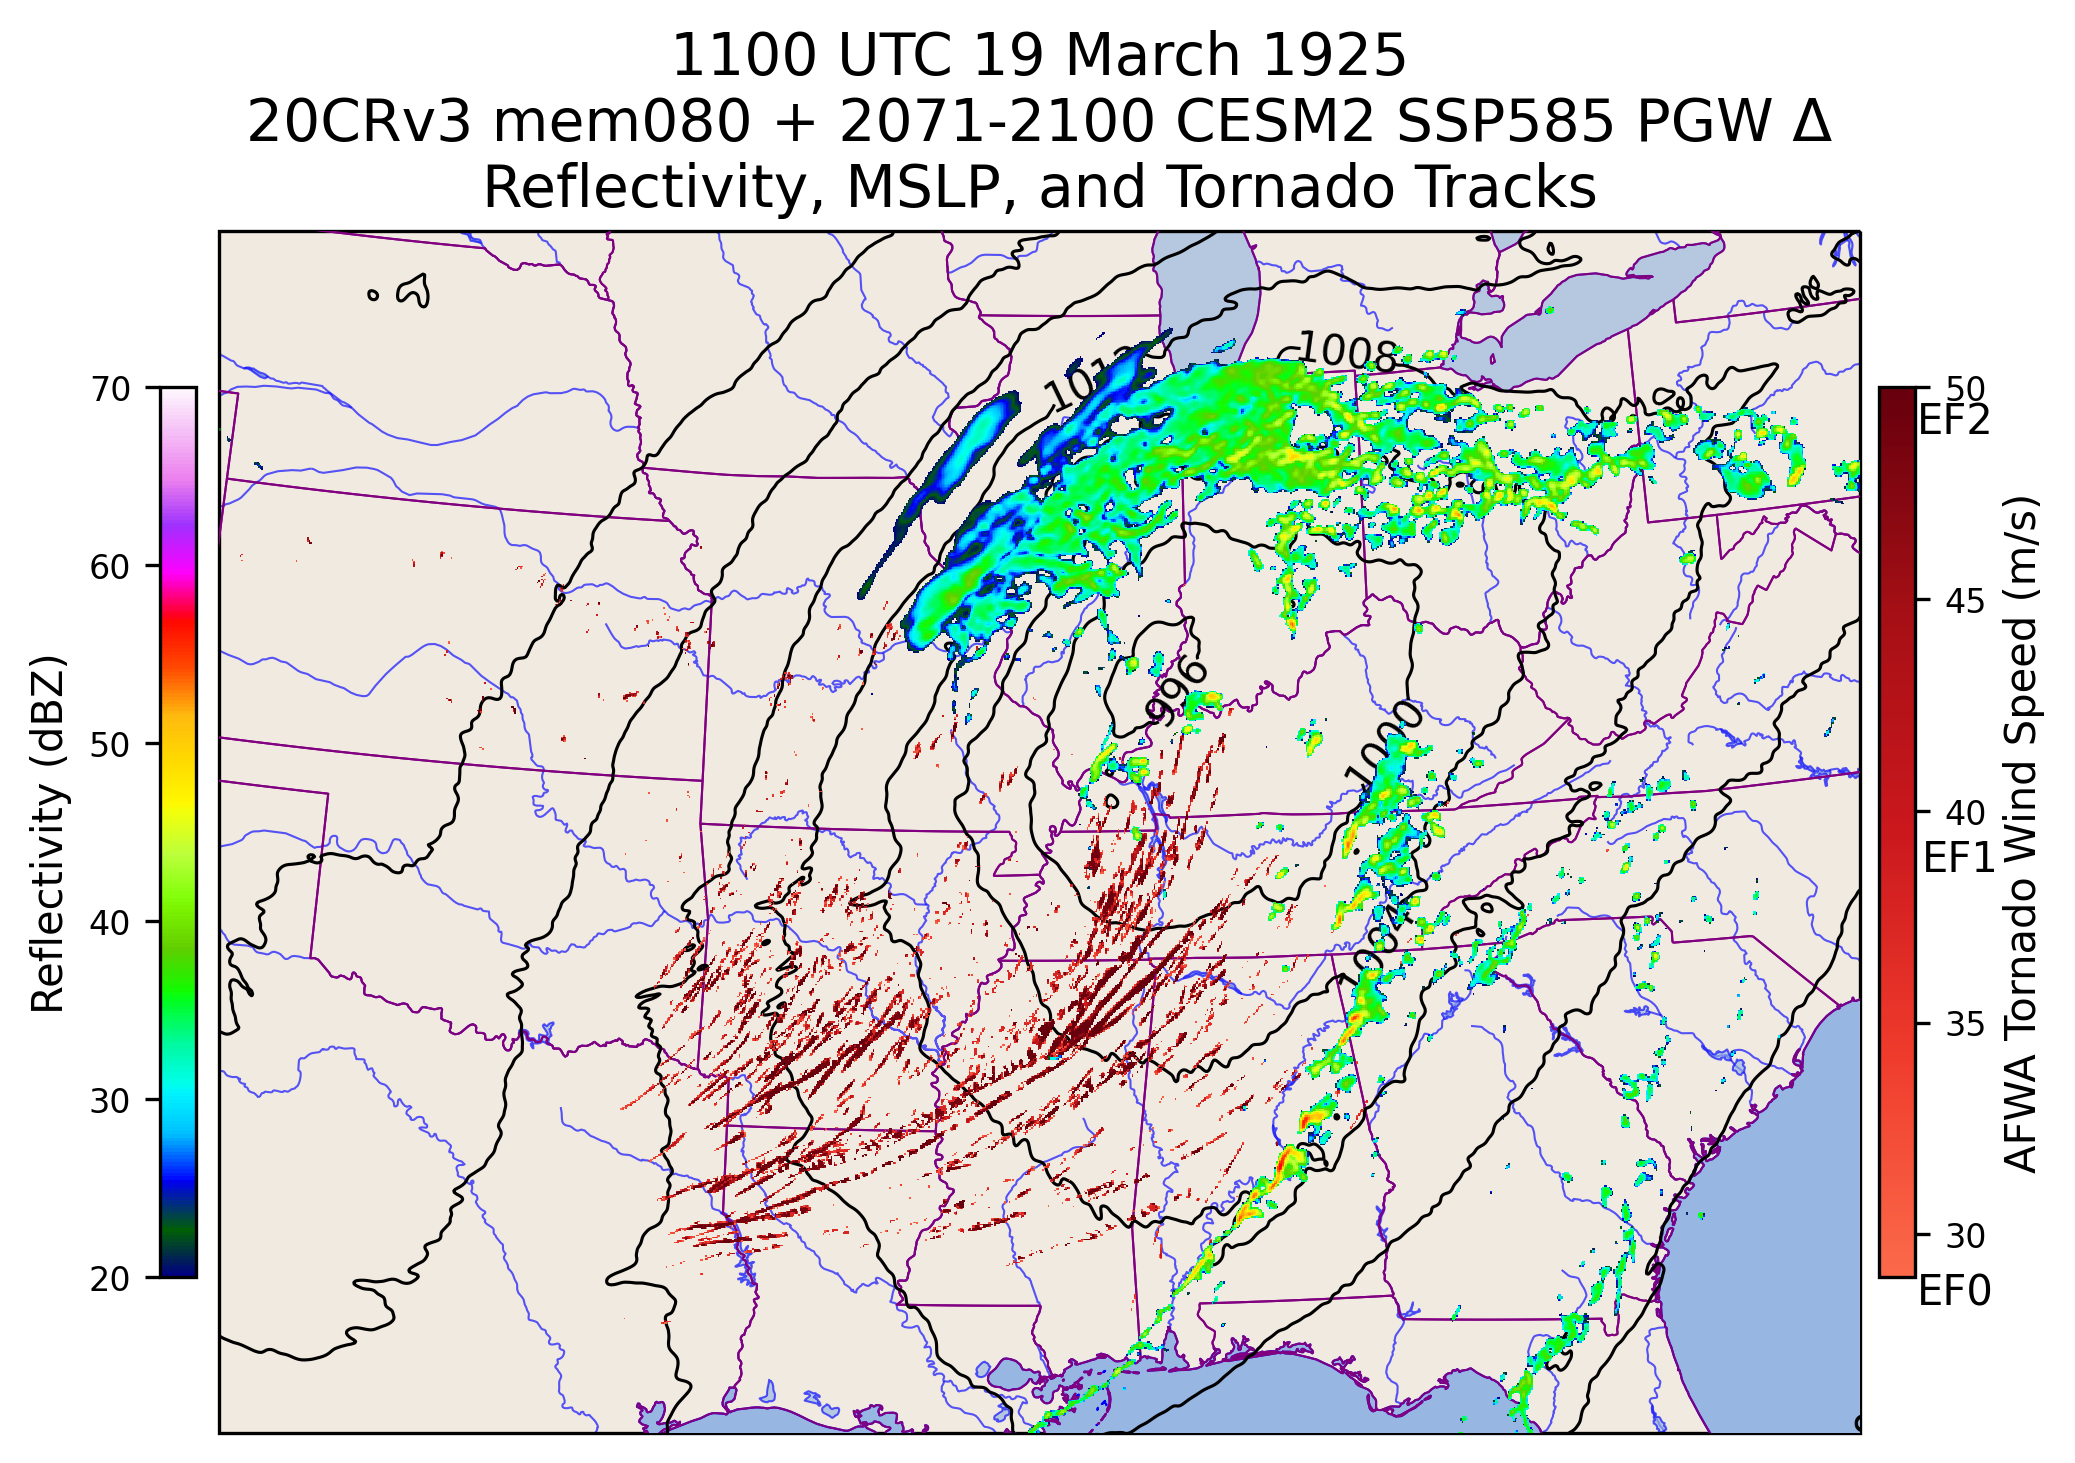 1100 UTC 19 March 1925
20CRv3 mem080 + 2071-2100 CESM2 SSP585 PGW Δ
Reflectivity, MSLP, and Tornado Tracks
Reflectivity (dBZ)
70
60
50
40
30
20
1008
996
1000
1004
50
EF2
45
40
EF1
35
30
EF0
AFWA Tornado Wind Speed (m/s)